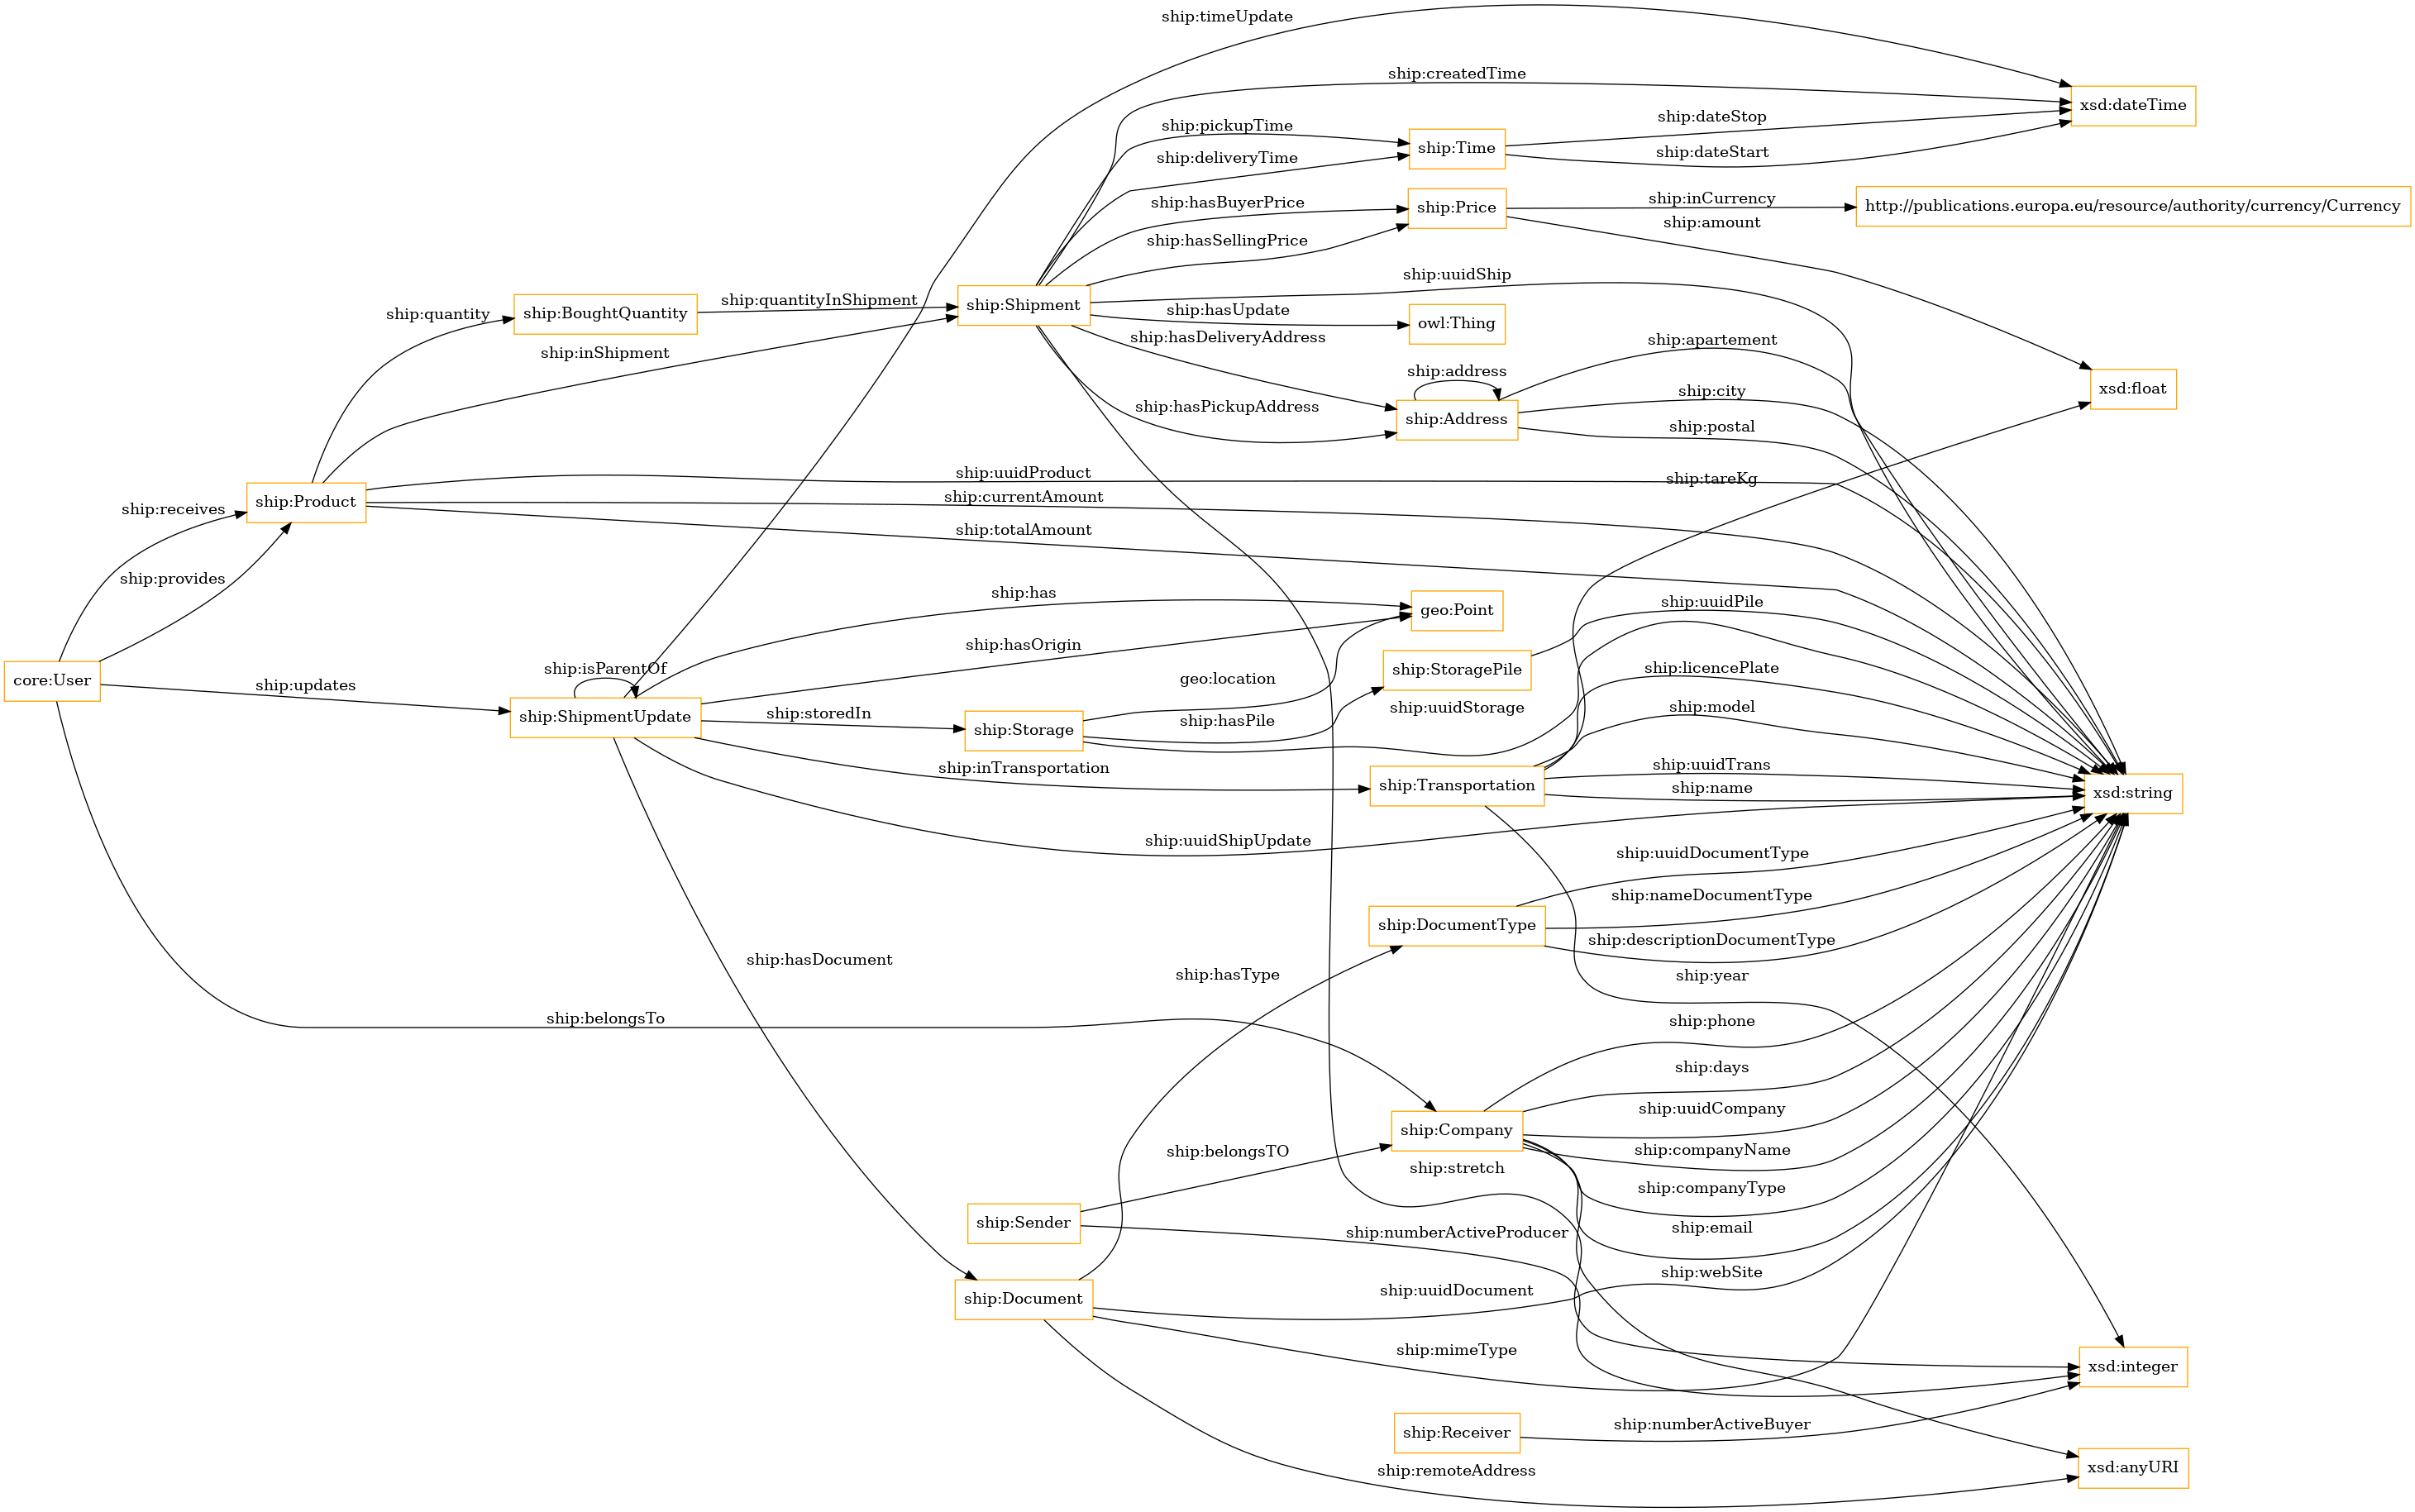 ship:timeUpdate
ship:createdTime
xsd:dateTime
ship:pickupTime
ship:dateStop
ship:Time
ship:deliveryTime
ship:dateStart
ship:hasBuyerPrice
ship:Price
ship:inCurrency
http://publications.europa.eu/resource/authority/currency/Currency
ship:amount
ship:hasSellingPrice
ship:uuidShip
ship:quantityInShipment
ship:Shipment
ship:quantity
ship:BoughtQuantity
ship:hasUpdate
owl:Thing
ship:hasDeliveryAddress
ship:apartement
ship:inShipment
ship:address
xsd:float
ship:city
ship:hasPickupAddress
ship:Address
ship:postal
ship:uuidProduct
ship:tareKg
ship:currentAmount
ship:Product
ship:receives
ship:totalAmount
ship:provides
ship:has
ship:uuidPile
geo:Point
ship:hasOrigin
ship:isParentOf
ship:StoragePile
ship:licencePlate
core:User
geo:location
ship:updates
ship:uuidStorage
ship:model
ship:ShipmentUpdate
ship:storedIn
ship:hasPile
ship:Storage
ship:inTransportation
ship:uuidTrans
ship:Transportation
ship:name
xsd:string
ship:uuidShipUpdate
ship:uuidDocumentType
ship:nameDocumentType
ship:DocumentType
ship:descriptionDocumentType
ship:hasDocument
ship:hasType
ship:year
ship:belongsTo
ship:phone
ship:days
ship:uuidCompany
ship:Company
ship:belongsTO
ship:companyName
ship:stretch
ship:companyType
ship:Sender
ship:numberActiveProducer
ship:email
ship:webSite
ship:uuidDocument
ship:Document
ship:mimeType
xsd:integer
ship:numberActiveBuyer
ship:Receiver
ship:remoteAddress
xsd:anyURI